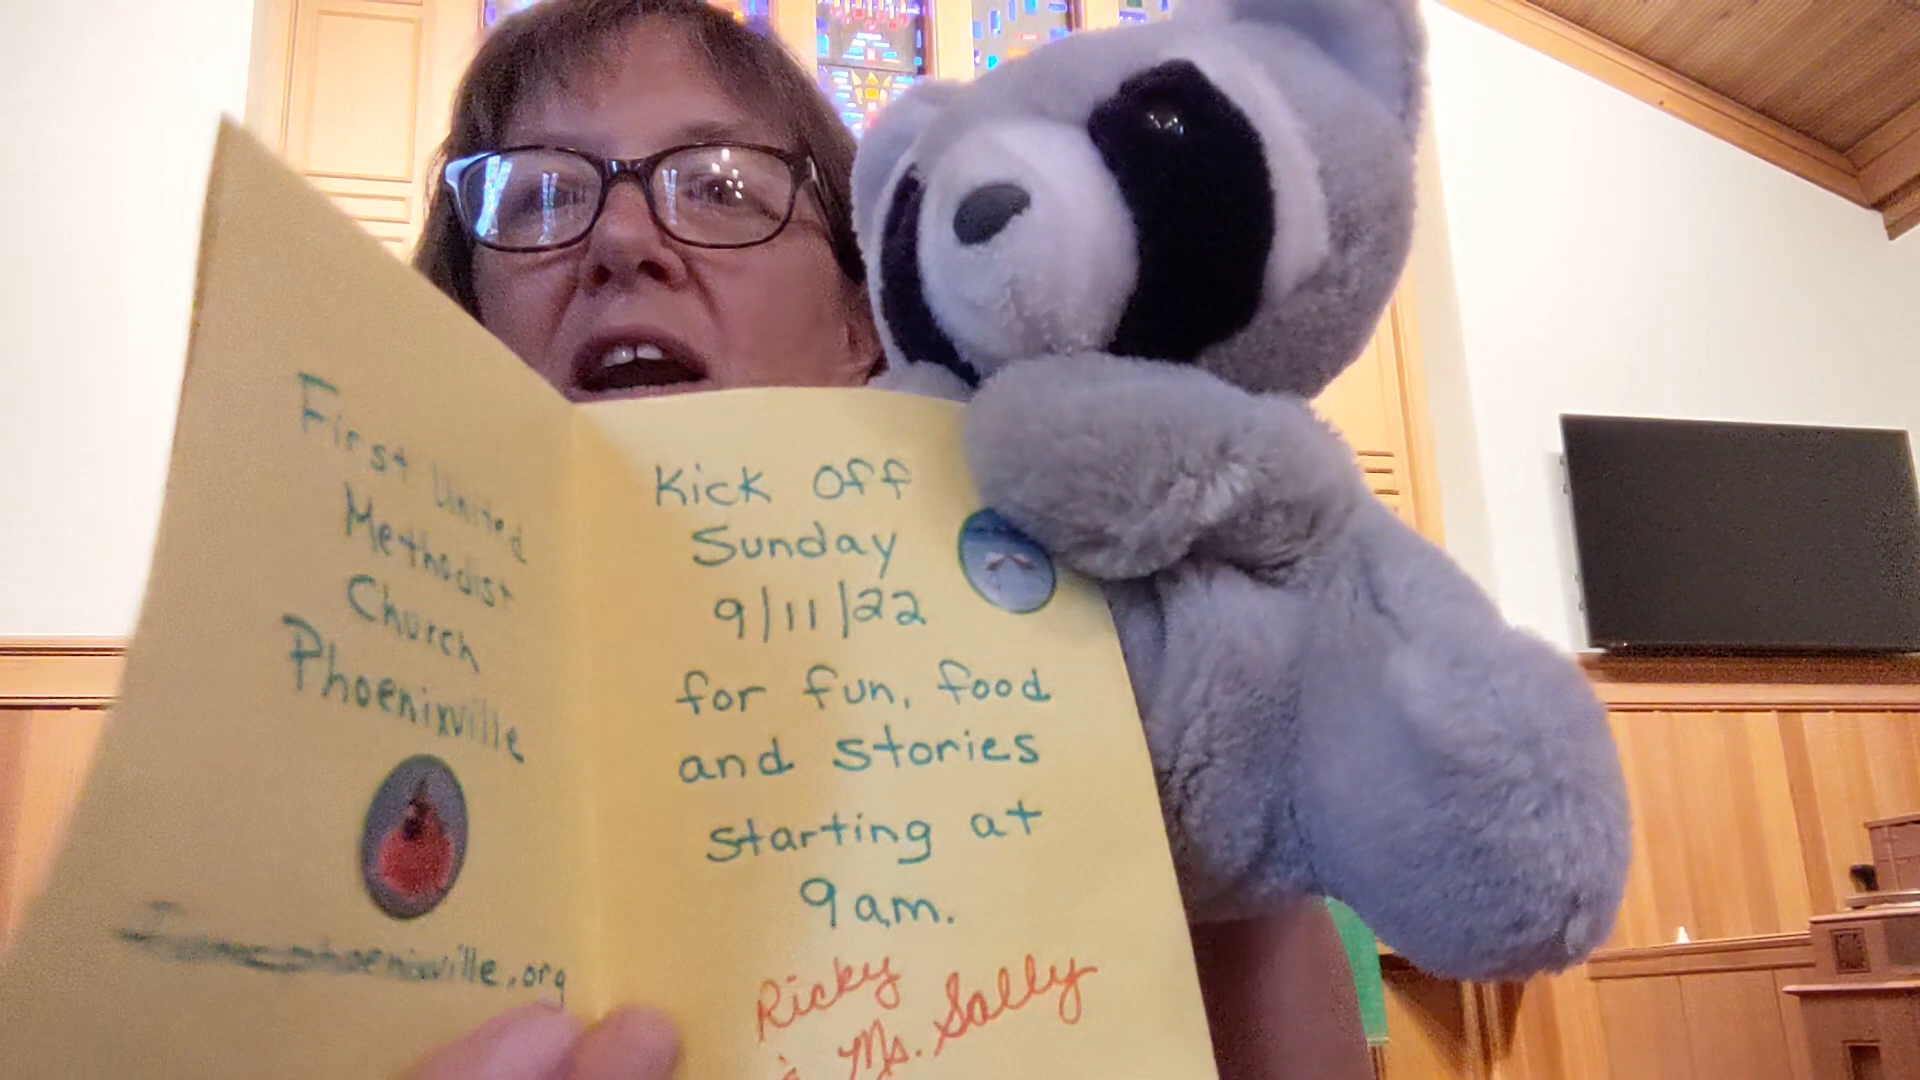 First United
Methodist
Church
Phoenixville
Kick Off
Sunday
9/11/22
for fun, food
and stories
starting at
9am.
Ricky
Ms. Sally